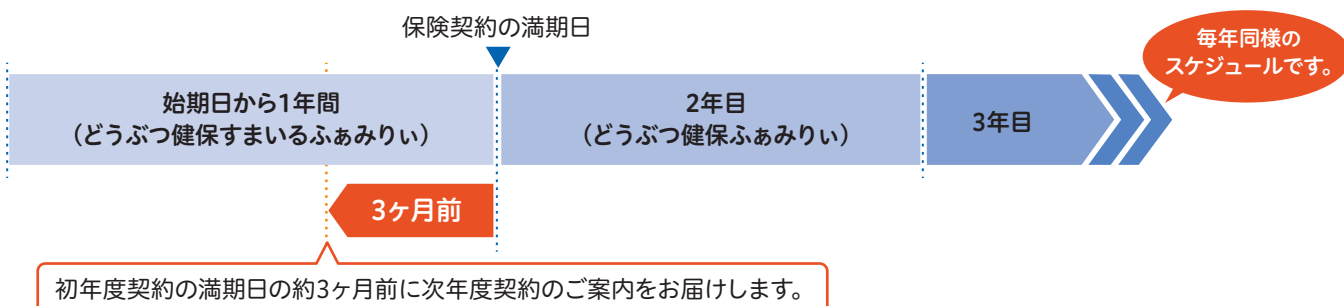 保険契約の満期日
毎年同様の
スケジュールです。
始期日から1年間
（どうぶつ健保すまいるふぁみりぃ）
2年目
（どうぶつ健保ふぁみりぃ）
3年目
3ヶ月前
初年度契約の満期日の約3ヶ月前に次年度契約のご案内をお届けします。